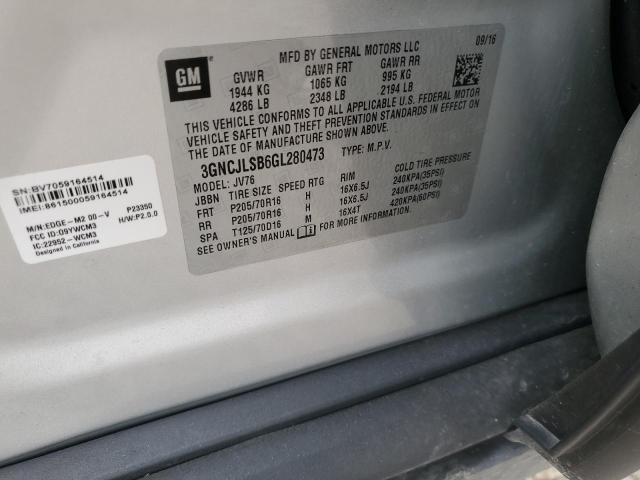 MFD BY GENERAL MOTORS LLC 09/16
GM
GVWR GAWR FRT GAWR RR
1944 KG 1065 KG 995 KG
4286 LB 2348 LB 2194 LB
THIS VEHICLE CONFORMS TO ALL APPLICABLE U.S. FEDERAL MOTOR
VEHICLE SAFETY AND THEFT PREVENTION STANDARDS IN EFFECT ON
THE DATE OF MANUFACTURE SHOWN ABOVE.
3GNCJLSB6GL280473 TYPE: M.P.V.
MODEL: JV76
JBBN TIRE SIZE SPEED RTG RIM COLD TIRE PRESSURE
FRT P205/70R16 H 16X6.5J 240KPA(35PSI)
RR P205/70R16 H 16X6.5J 240KPA(35PSI)
SPA T125/70D16 M 16X4T 420KPA(60PSI)
SEE OWNER'S MANUAL FOR MORE INFORMATION.
SN:BV7059164514
IMEI:861500059164514
M/N:EDGE-M2.00-V P23350
FCC ID:09YWCM3 H/W:P2.0.0
IC:22952-WCM3
Designed in California